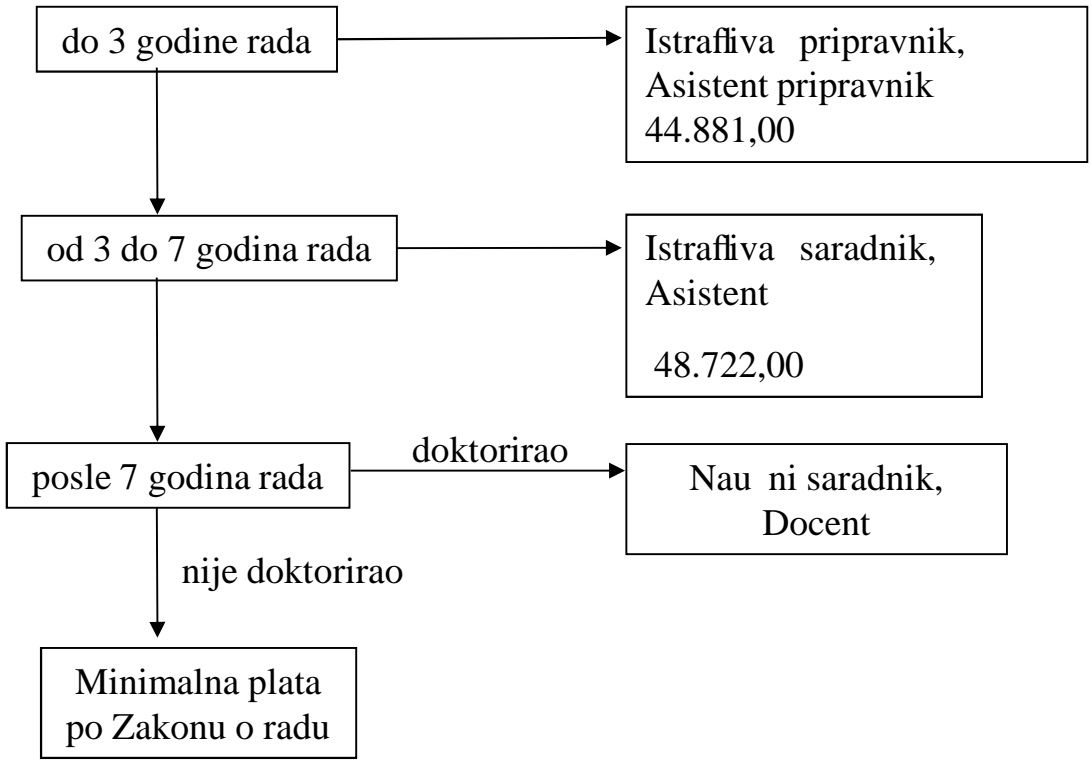 do 3 godine rada
Istrafliva pripravnik,
Asistent pripravnik
44.881,00
od 3 do 7 godina rada
Istrafliva saradnik,
Asistent
48.722,00
posle 7 godina rada
doktorirao
Nau ni saradnik,
Docent
nije doktorirao
Minimalna plata
po Zakonu o radu